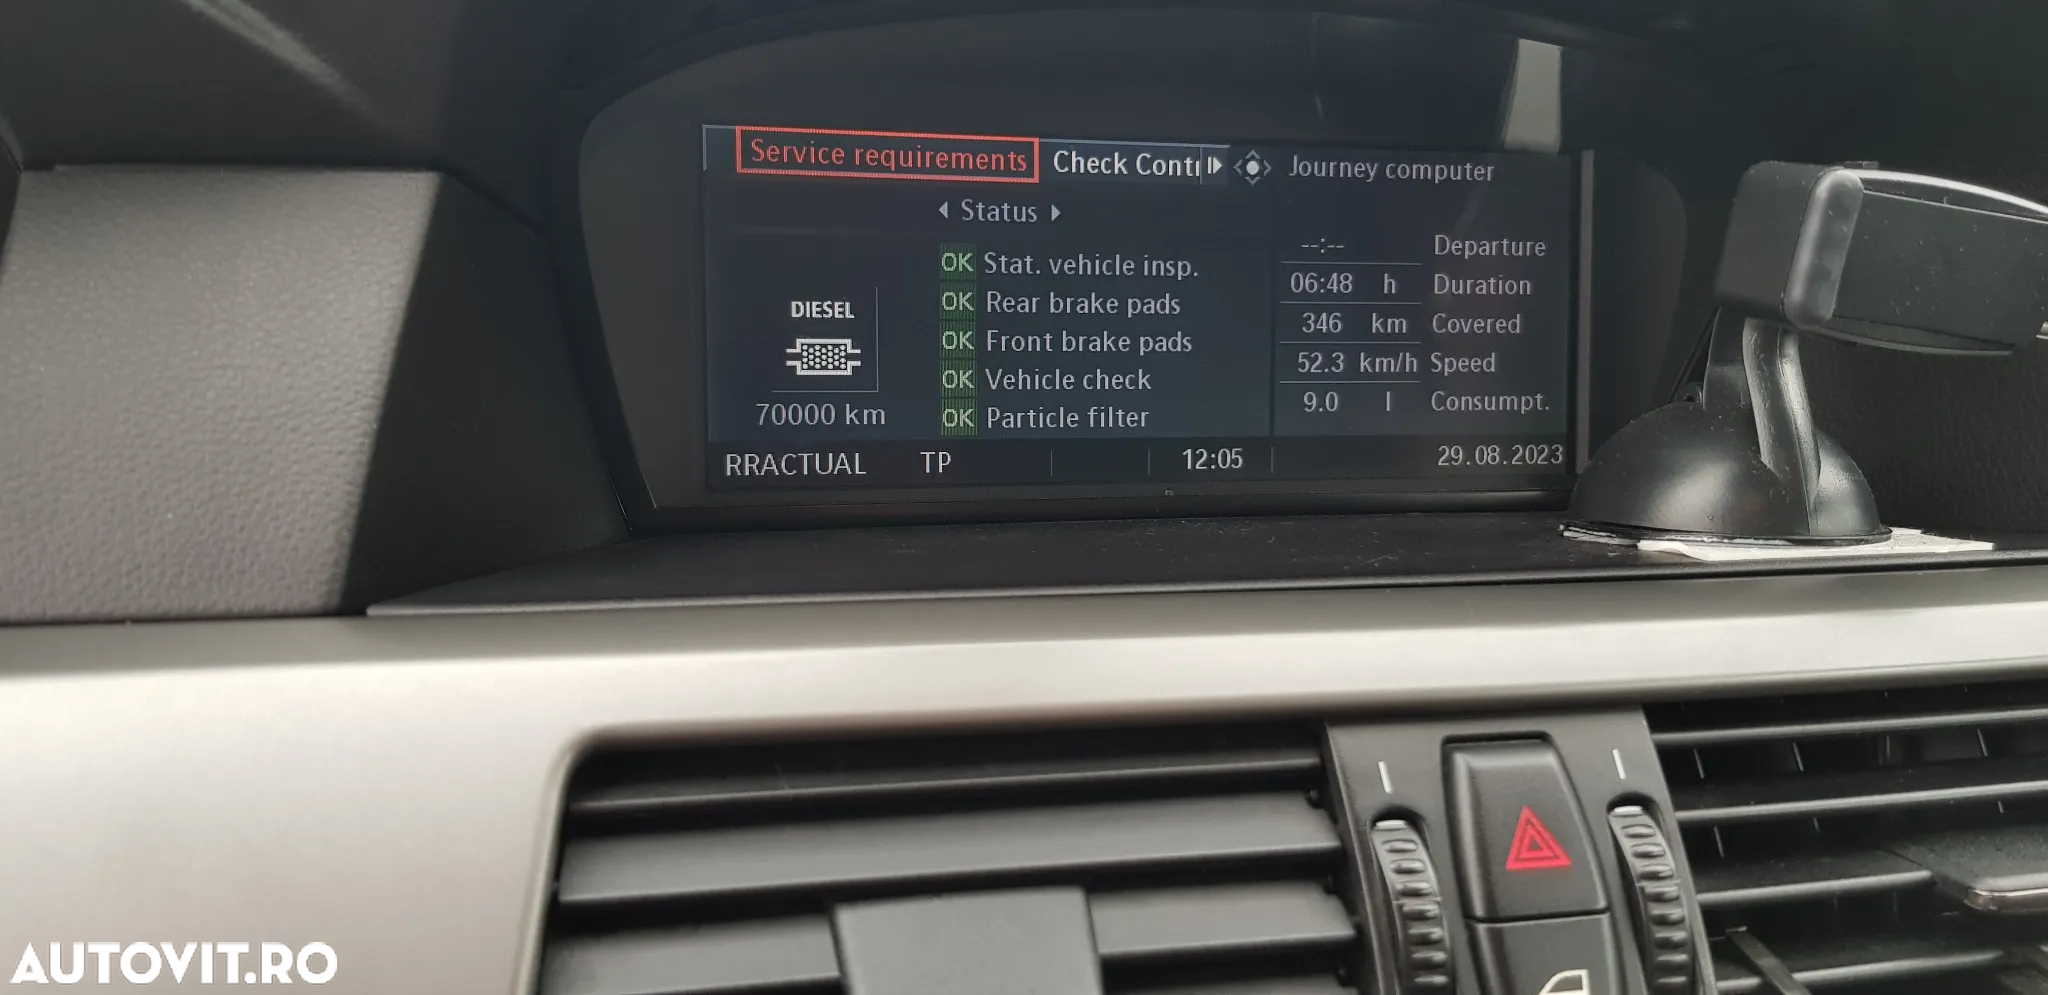 Service requirements Check Contr Journey computer
Status
OK Stat. vehicle insp.
OK Rear brake pads
OK Front brake pads
OK Vehicle check
OK Particle filter
DIESEL
70000 km
--:-- Departure
06:48 h Duration
346 km Covered
52.3 km/h Speed
9.0 l Consumpt.
RRACTUAL TP 12:05 29.08.2023
AUTOVIT.RO